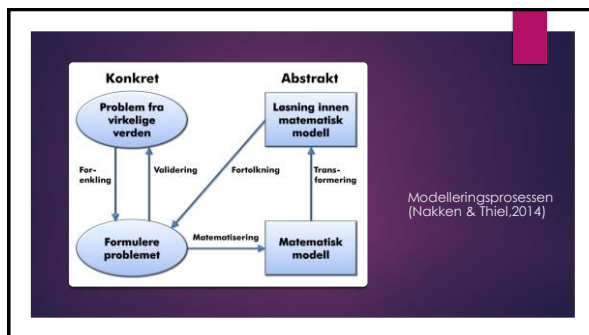 Konkret
Abstrakt
Problem fra
virkelige
verden
Løsning innen
matematisk
modell
For-
enkling
Validering
Fortolkning
Trans-
formering
Formulere
problemet
Matematisering
Matematisk
modell
Modelleringsprosessen
(Nakken & Thiel,2014)